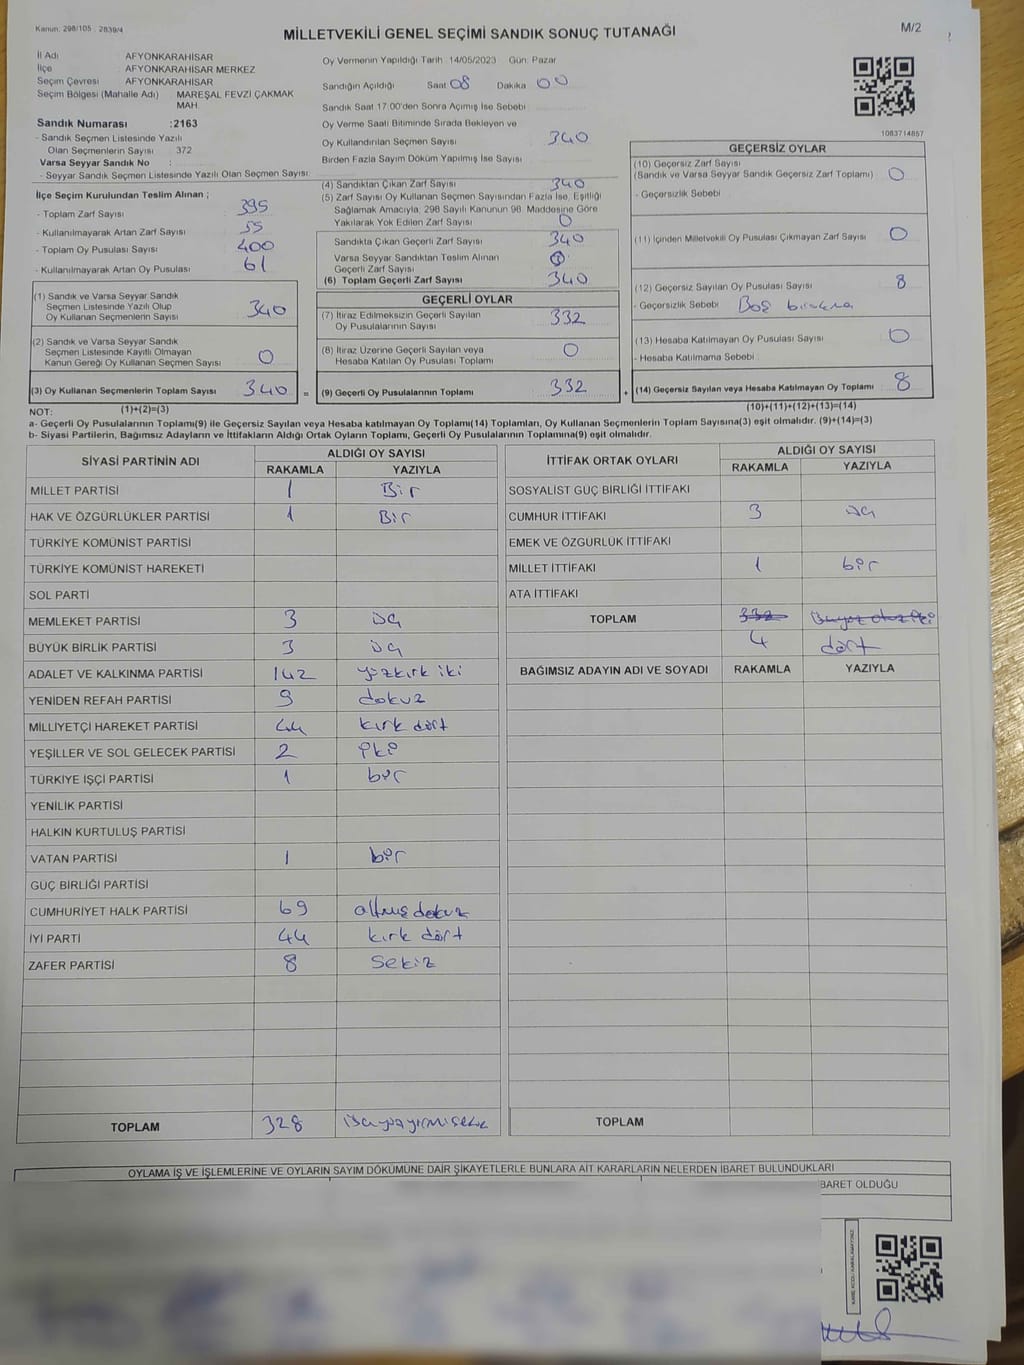 Kanun: 298/105 , 2839/4
MİLLETVEKİLİ GENEL SEÇİMİ SANDIK SONUÇ TUTANAĞI
M/2
İl Adı AFYONKARAHİSAR
İlçe AFYONKARAHİSAR MERKEZ
Seçim Çevresi AFYONKARAHİSAR
Seçim Bölgesi (Mahalle Adı) MAREŞAL FEVZİ ÇAKMAK
MAH.
Sandık Numarası :2163
- Sandık Seçmen Listesinde Yazılı
Olan Seçmenlerin Sayısı : 372
Varsa Seyyar Sandık No :
- Seyyar Sandık Seçmen Listesinde Yazılı Olan Seçmen Sayısı:
Oy Vermenin Yapıldığı Tarih 14/05/2023 Gün: Pazar
Sandığın Açıldığı Saat 08 Dakika 00
Sandık Saat 17:00'den Sonra Açımış İse Sebebi
Oy Verme Saati Bitiminde Sırada Bekleyen ve
Oy Kullandırılan Seçmen Sayısı 340
Birden Fazla Sayım Döküm Yapılmış İse Sayısı
1083714857
İlçe Seçim Kurulundan Teslim Alınan ;
- Toplam Zarf Sayısı 395
- Kullanılmayarak Artan Zarf Sayısı 55
- Toplam Oy Pusulası Sayısı 400
- Kullanılmayarak Artan Oy Pusulası 61
(1) Sandık ve Varsa Seyyar Sandık
Seçmen Listesinde Yazılı Olup
Oy Kullanan Seçmenlerin Sayısı 340
(2) Sandık ve Varsa Seyyar Sandık
Seçmen Listesinde Kayıtlı Olmayan
Kanun Gereği Oy Kullanan Seçmen Sayısı 0
(3) Oy Kullanan Seçmenlerin Toplam Sayısı 340 =
(1)+(2)=(3)
(4) Sandıktan Çıkan Zarf Sayısı 340
(5) Zarf Sayısı Oy Kullanan Seçmen Sayısından Fazla İse, Eşitliği
Sağlamak Amacıyla, 298 Sayılı Kanunun 98. Maddesine Göre
Yakılarak Yok Edilen Zarf Sayısı 0
Sandıkta Çıkan Geçerli Zarf Sayısı 340
Varsa Seyyar Sandıktan Teslim Alınan
Geçerli Zarf Sayısı
(6) Toplam Geçerli Zarf Sayısı 340
GEÇERLİ OYLAR
(7) İtiraz Edilmeksizin Geçerli Sayılan
Oy Pusulalarının Sayısı 332
(8) İtiraz Üzerine Geçerli Sayılan veya
Hesaba Katılan Oy Pusulası Toplamı 0
(9) Geçerli Oy Pusulalarının Toplamı 332 +
GEÇERSİZ OYLAR
(10) Geçersiz Zarf Sayısı
(Sandık ve Varsa Seyyar Sandık Geçersiz Zarf Toplamı) 0
- Geçersizlik Sebebi :
(11) İçinden Milletvekili Oy Pusulası Çıkmayan Zarf Sayısı 0
(12) Geçersiz Sayılan Oy Pusulası Sayısı 8
- Geçersizlik Sebebi : Boş
(13) Hesaba Katılmayan Oy Pusulası Sayısı 0
- Hesaba Katılmama Sebebi :
(14) Geçersiz Sayılan veya Hesaba Katılmayan Oy Toplamı 8
(10)+(11)+(12)+(13)=(14)
NOT:
a- Geçerli Oy Pusulalarının Toplamı(9) ile Geçersiz Sayılan veya Hesaba katılmayan Oy Toplamı(14) Toplamları, Oy Kullanan Seçmenlerin Toplam Sayısına(3) eşit olmalıdır. (9)+(14)=(3)
b- Siyasi Partilerin, Bağımsız Adayların ve İttifakların Aldığı Ortak Oyların Toplamı, Geçerli Oy Pusulalarının Toplamına(9) eşit olmalıdır.
SİYASİ PARTİNİN ADI ALDIĞI OY SAYISI
RAKAMLA YAZIYLA
MİLLET PARTİSİ 1 Bir
HAK VE ÖZGÜRLÜKLER PARTİSİ 1 Bir
TÜRKİYE KOMÜNİST PARTİSİ
TÜRKİYE KOMÜNİST HAREKETİ
SOL PARTİ
MEMLEKET PARTİSİ 3 üç
BÜYÜK BİRLİK PARTİSİ 3 üç
ADALET VE KALKINMA PARTİSİ 142 yüzkırk iki
YENİDEN REFAH PARTİSİ 9 dokuz
MİLLİYETÇİ HAREKET PARTİSİ 44 kırk dört
YEŞİLLER VE SOL GELECEK PARTİSİ 2 iki
TÜRKİYE İŞÇİ PARTİSİ 1 bir
YENİLİK PARTİSİ
HALKIN KURTULUŞ PARTİSİ
VATAN PARTİSİ 1 bir
GÜÇ BİRLİĞİ PARTİSİ
CUMHURİYET HALK PARTİSİ 69 altmış dokuz
İYİ PARTİ 44 kırk dört
ZAFER PARTİSİ 8 sekiz
TOPLAM 328 üçyüzyirmisekiz
İTTİFAK ORTAK OYLARI ALDIĞI OY SAYISI
RAKAMLA YAZIYLA
SOSYALİST GÜÇ BİRLİĞİ İTTİFAKI
CUMHUR İTTİFAKI 3 üç
EMEK VE ÖZGÜRLÜK İTTİFAKI
MİLLET İTTİFAKI 1 bir
ATA İTTİFAKI
TOPLAM 332
4 dört
BAĞIMSIZ ADAYIN ADI VE SOYADI RAKAMLA YAZIYLA
TOPLAM
OYLAMA İŞ VE İŞLEMLERİNE VE OYLARIN SAYIM DÖKÜMÜNE DAİR ŞİKAYETLERLE BUNLARA AİT KARARLARIN NELERDEN İBARET BULUNDUKLARI
BARET OLDUĞU
KARE KODU KARALAMAYINIZ